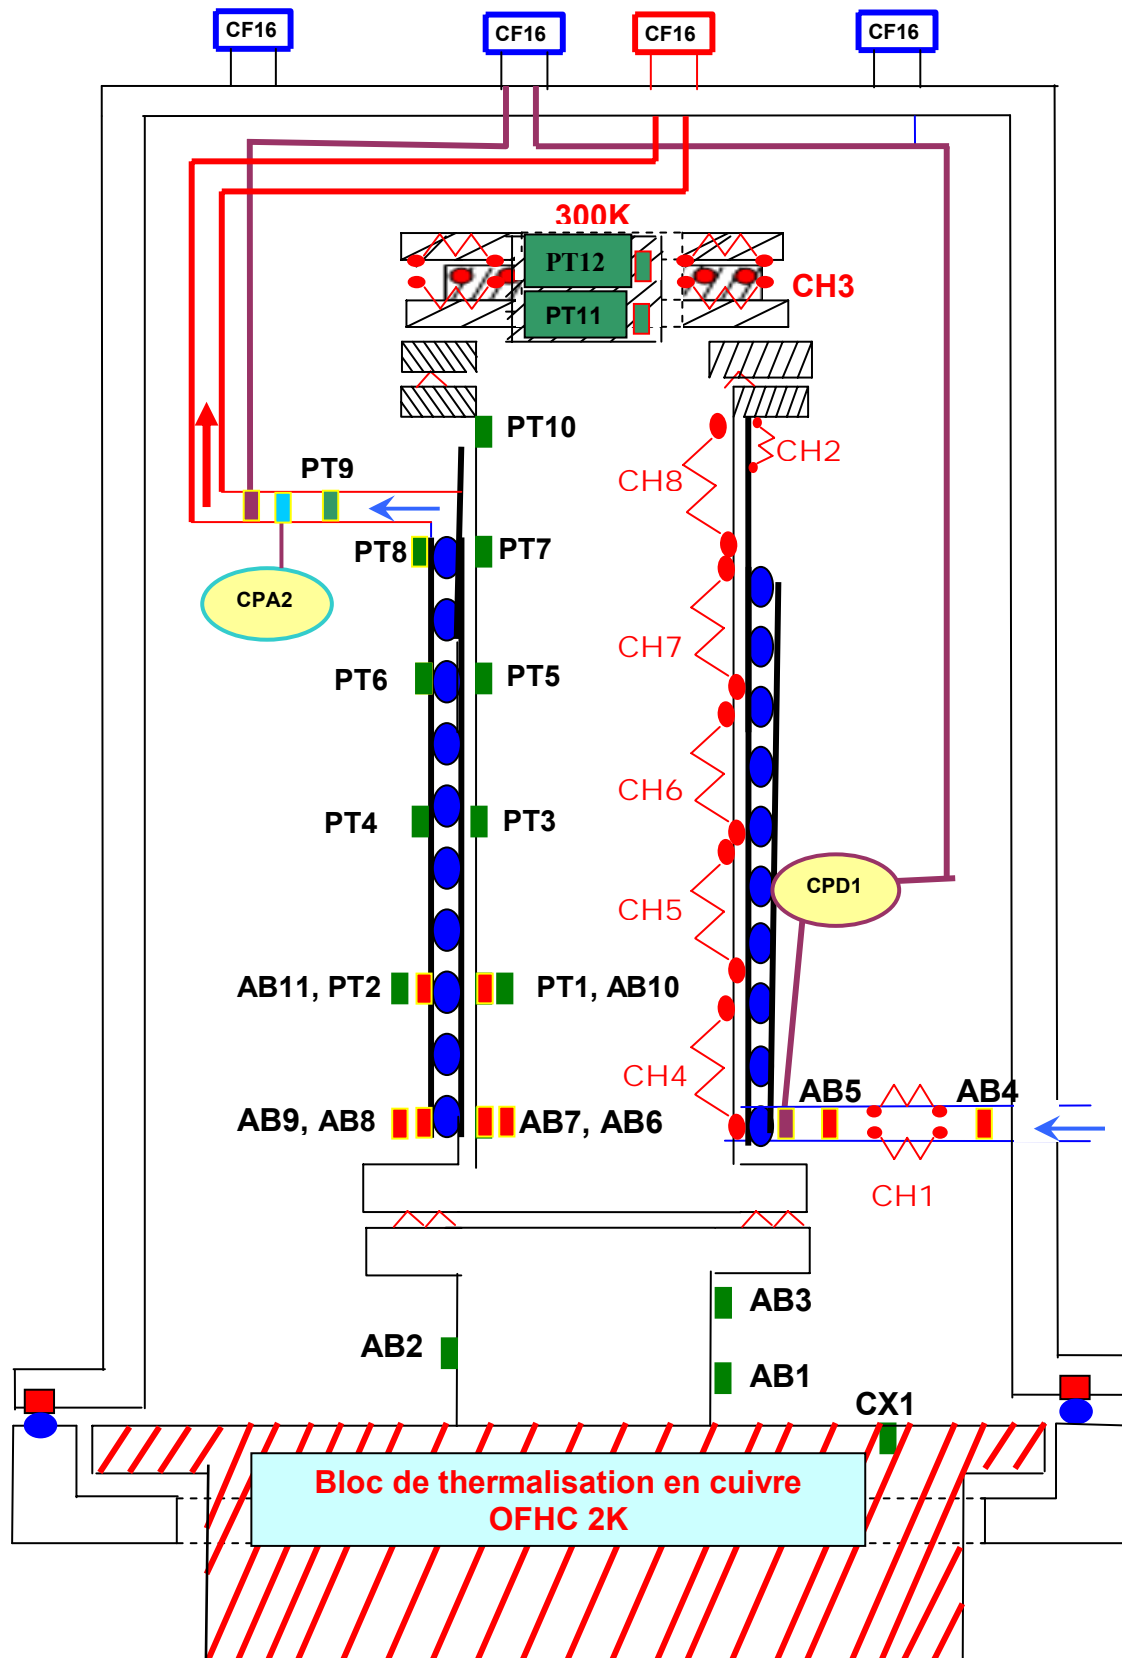 CF16
CF16
CF16
CF16
300K
PT12
CH3
PT11
PT10
CH2
CH8
PT9
PT8
PT7
CPA2
CH7
PT6
PT5
CH6
PT4
PT3
CPD1
CH5
AB11, PT2
PT1, AB10
CH4
AB5
AB4
AB9, AB8
AB7, AB6
CH1
AB3
AB2
AB1
CX1
Bloc de thermalisation en cuivre
OFHC 2K